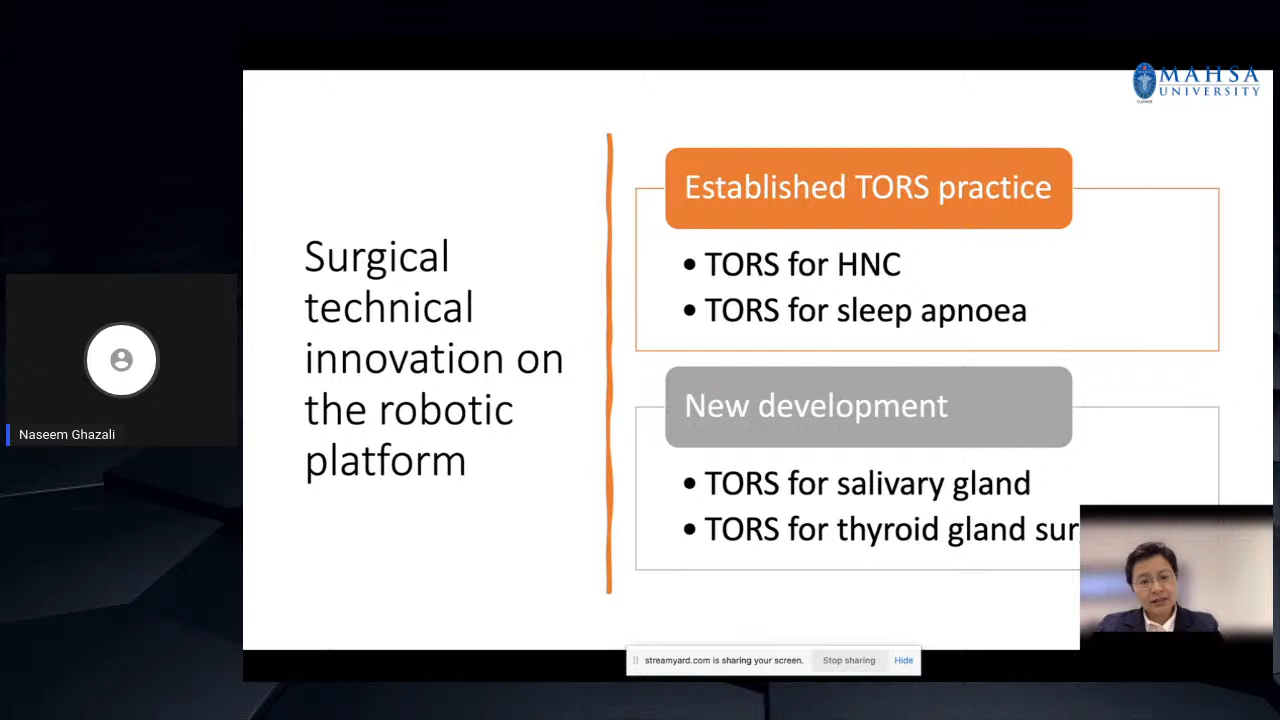 MAHSA
UNIVERSITY
Surgical
technical
innovation on
the robotic
platform
Established TORS practice
• TORS for HNC
• TORS for sleep apnoea
New development
• TORS for salivary gland
• TORS for thyroid gland sur
Naseem Ghazali
streamyard.com is sharing your screen.
Stop sharing
Hide